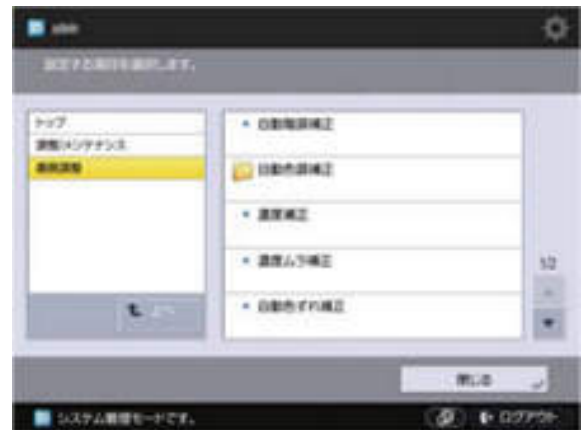 設定する項目を選択します。
トップ
調整/メンテナンス
画質調整
上へ
自動階調補正
自動色調補正
濃度補正
濃度ムラ補正
自動色ずれ補正
1/2
閉じる
システム管理モードです。
ログアウト